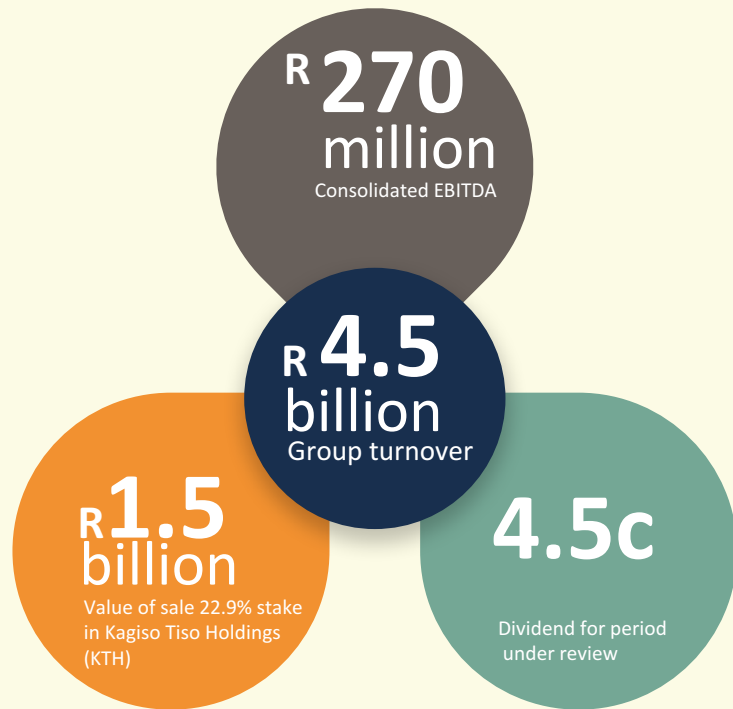 R 270
million
Consolidated EBITDA
R 4.5
billion
Group turnover
R1.5
billion
Value of sale 22.9% stake
in Kagiso Tiso Holdings
(KTH)
4.5c
Dividend for period
under review